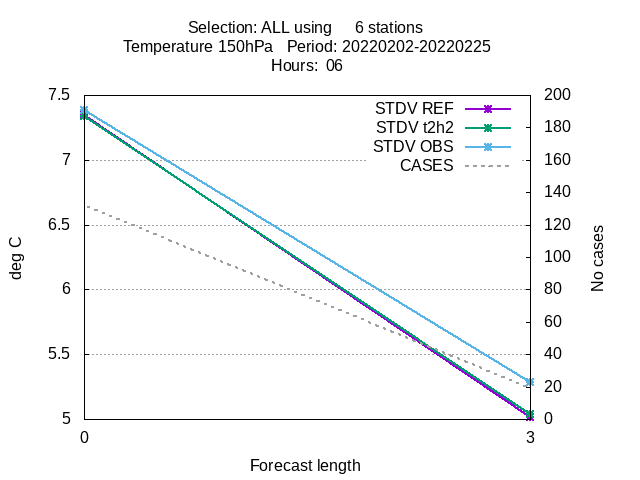 Selection: ALL using     6 stations
Temperature 150hPa   Period: 20220202-20220225
Hours:  06
STDV REF
STDV t2h2
STDV OBS
CASES
7.5
7
6.5
6
5.5
5
200
180
160
140
120
100
80
60
40
20
0
deg C
No cases
0
3
Forecast length